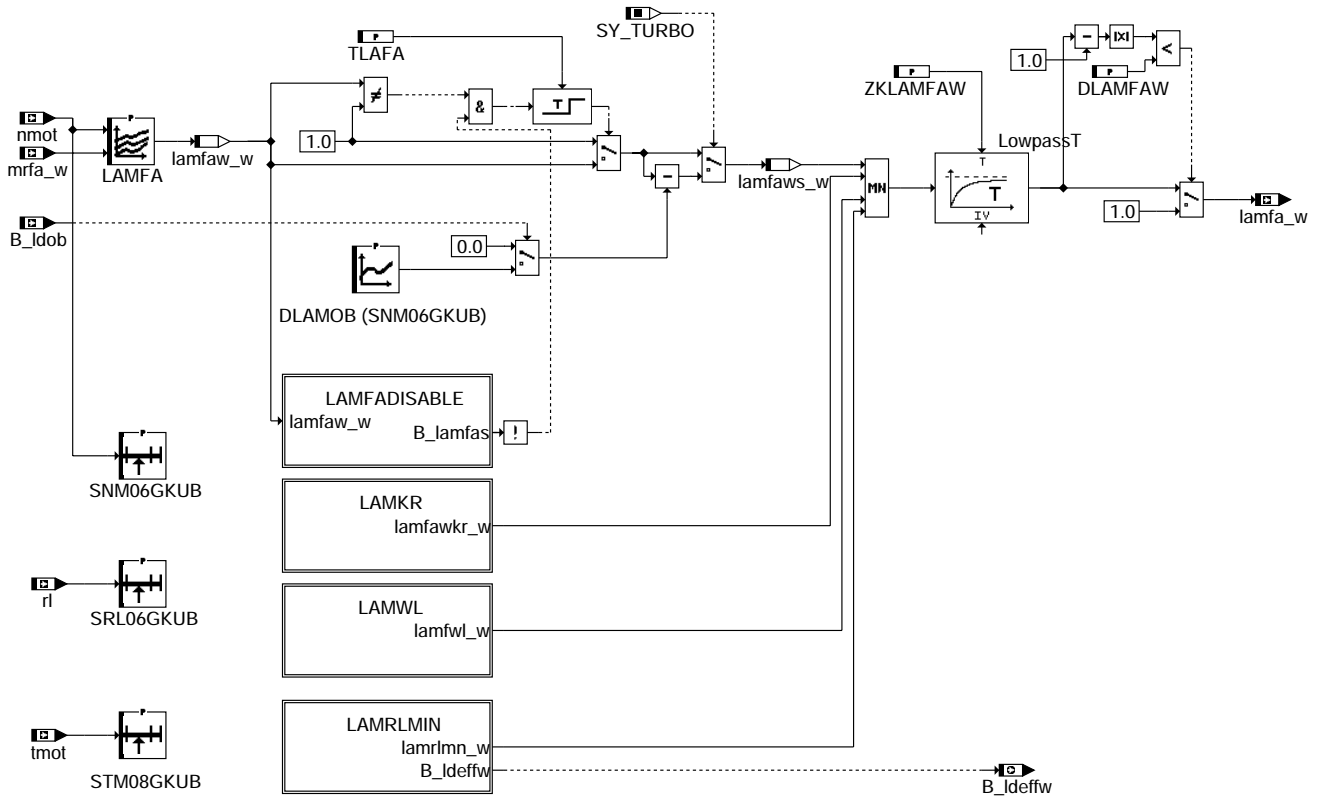 SY_TURBO
TLAFA
1.0
P
<
P
P
ZKLAMFAW
DLAMFAW
≠
&
T
nmot
P
1.0
LowpassT
mrfa_w
LAMFA
lamfaw_w
T
MN
T
lamfaws_w
IV
1.0
lamfa_w
B_ldob
0.0
P
DLAMOB (SNM06GKUB)
LAMFADISABLE
lamfaw_w
B_lamfas
!
P
SNM06GKUB
LAMKR
lamfawkr_w
P
rl
SRL06GKUB
LAMWL
lamfwl_w
P
LAMRLMIN
tmot
lamrlmn_w
STM08GKUB
B_ldeffw
B_ldeffw